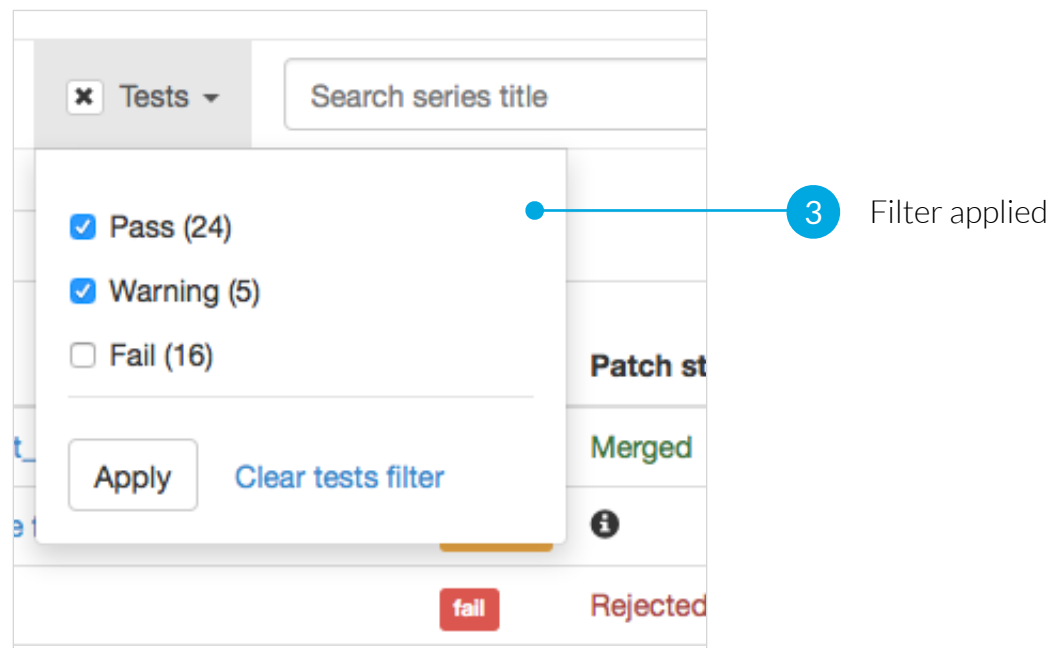 Tests
Search series title
Pass (24)
3 Filter applied
Warning (5)
Fail (16)
Patch st
t_
Merged
Apply Clear tests filter
e
fail Rejected